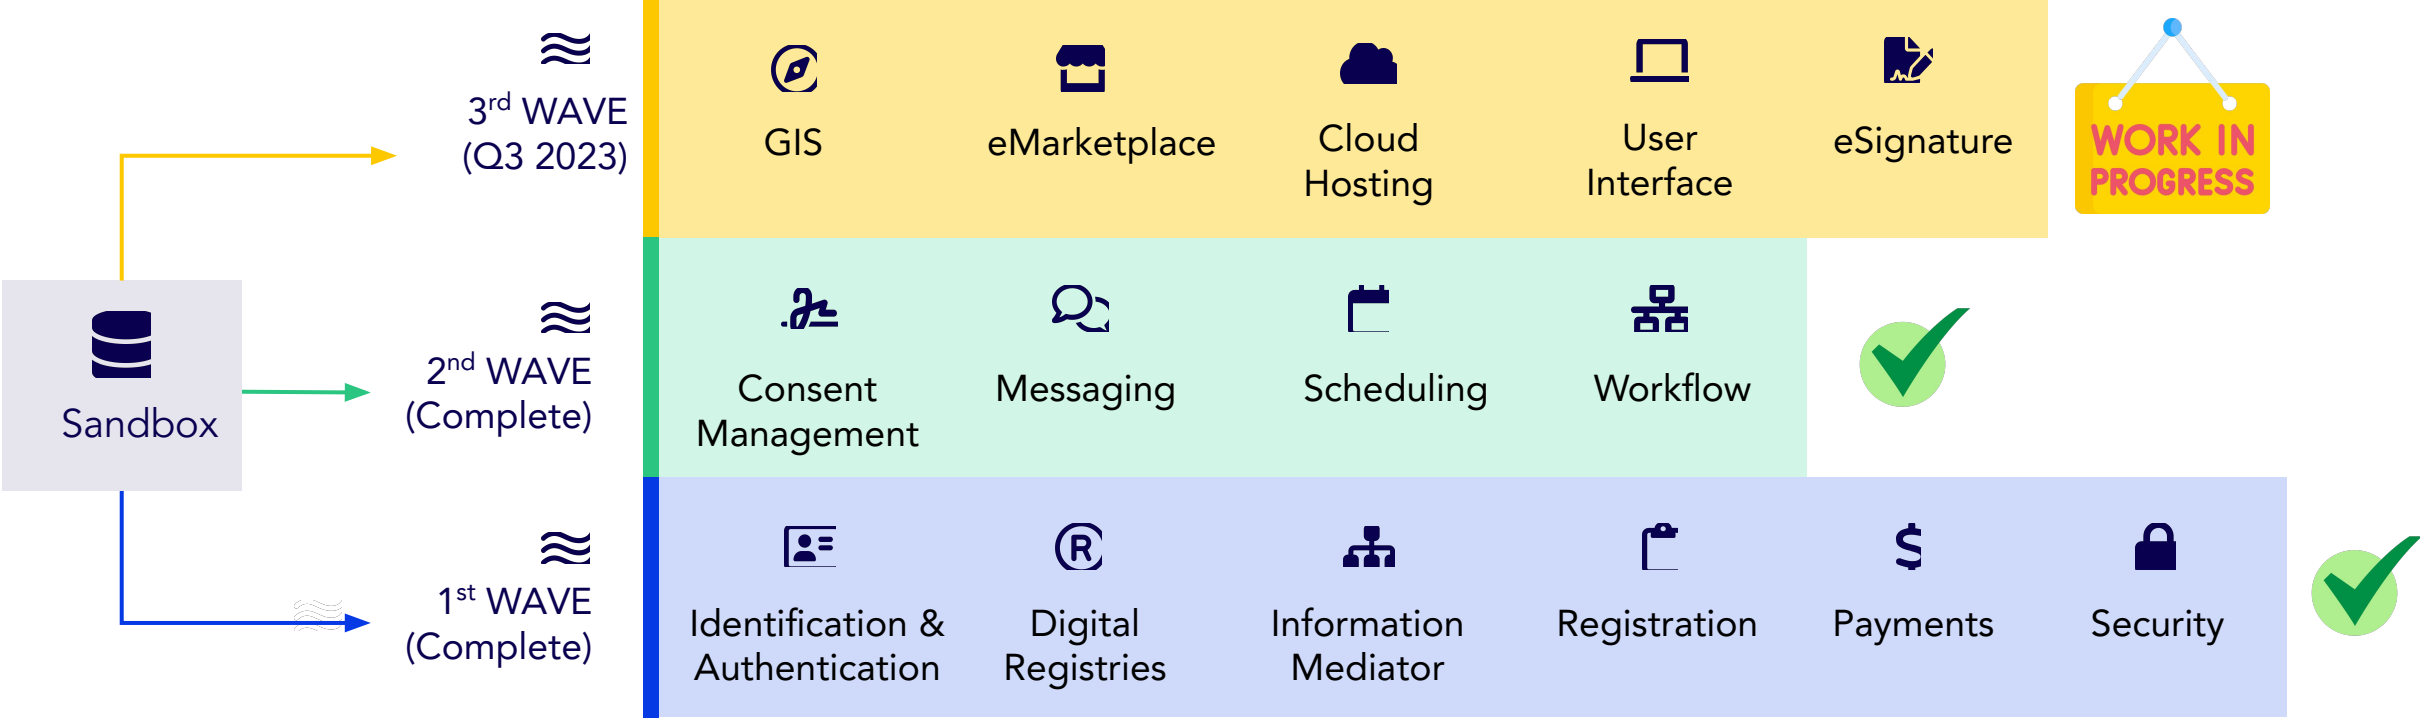 3rd WAVE
(Q3 2023)
GIS
eMarketplace
Cloud
Hosting
User
Interface
eSignature
WORK IN
PROGRESS
Sandbox
2nd WAVE
(Complete)
Consent
Management
Messaging
Scheduling
Workflow
1st WAVE
(Complete)
Identification &
Authentication
Digital
Registries
Information
Mediator
Registration
Payments
Security